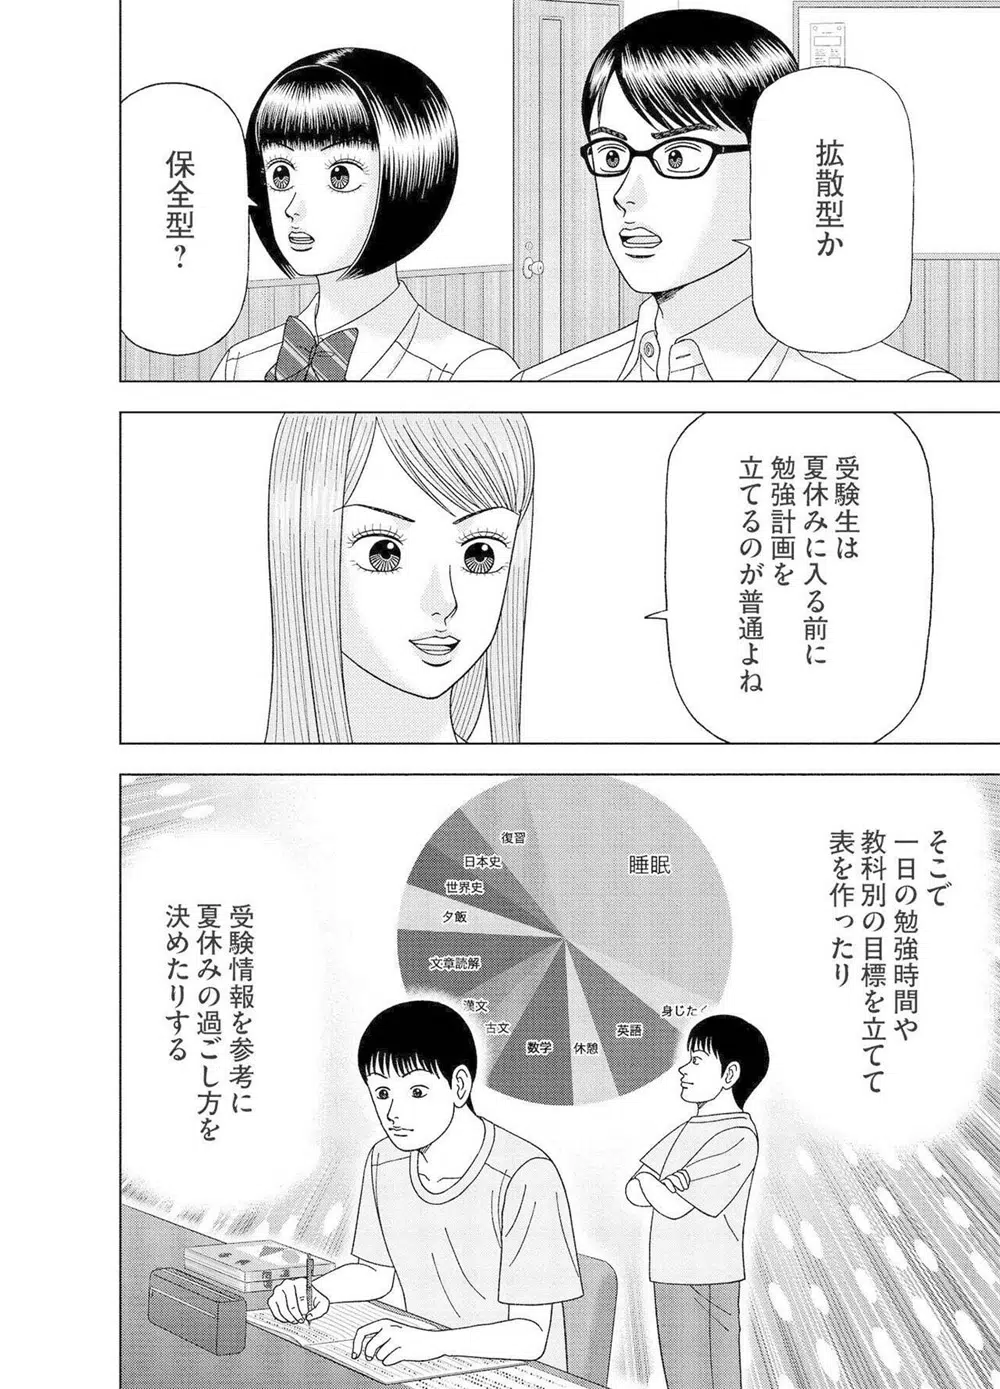 拡散型か
保全型？
受験生は
夏休みに入る前に
勉強計画を
立てるのが普通よね
そこで
一日の勉強時間や
教科別の目標を立てて
表を作ったり
睡眠
復習
日本史
世界史
夕飯
文章読解
漢文
古文
数学
休憩
英語
身じたく
受験情報を参考に
夏休みの過ごし方を
決めたりする